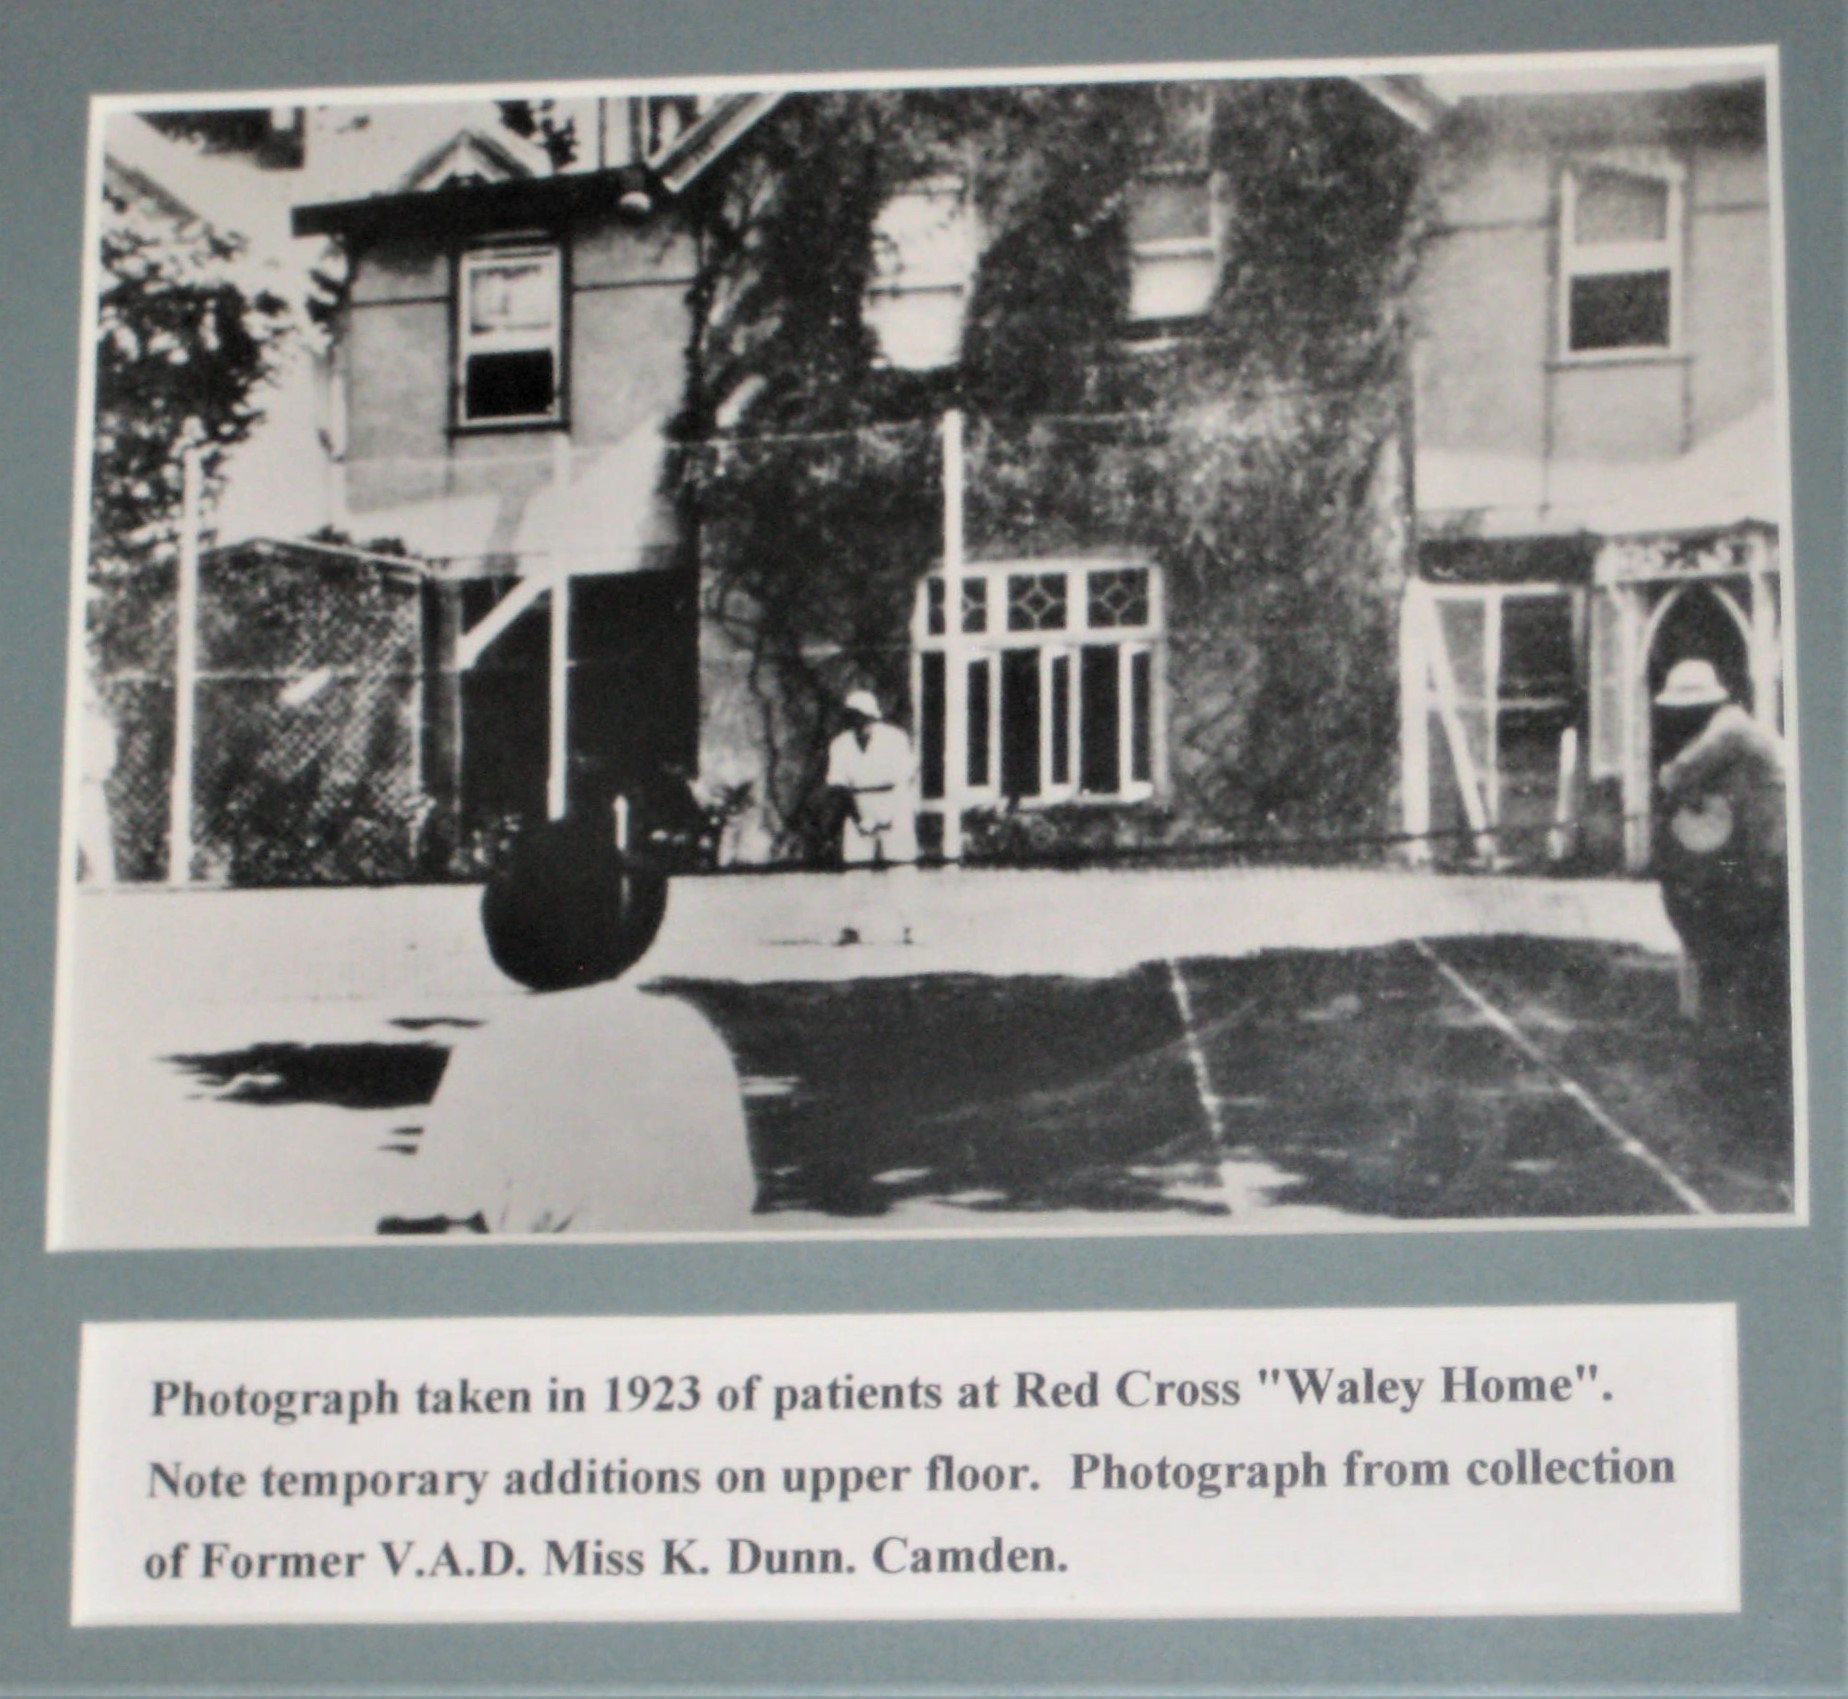 Photograph taken in 1923 of patients at Red Cross "Waley Home".
Note temporary additions on upper floor.  Photograph from collection
of Former V.A.D. Miss K. Dunn. Camden.